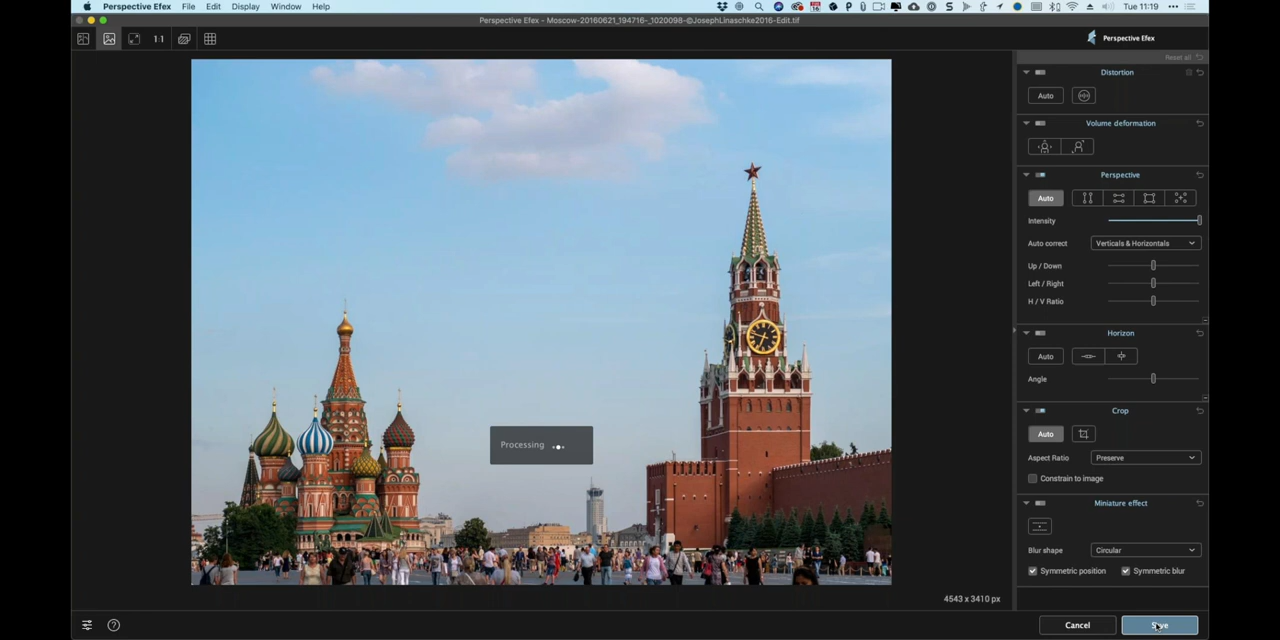 Perspective Efex File Edit Display Window Help Tue 11:19
Perspective Efex - Moscow-20160621_194716-_1020098-©JosephLinaschke2016-Edit.tif
1:1
Perspective Efex
Reset all
Distortion
Auto
Volume deformation
Perspective
Auto
Intensity
Auto correct Verticals & Horizontals
Up / Down
Left / Right
H / V Ratio
Horizon
Auto
Angle
Crop
Auto
Aspect Ratio Preserve
Constrain to image
Miniature effect
Blur shape Circular
Symmetric position Symmetric blur
Processing
4543 x 3410 px
Cancel Save